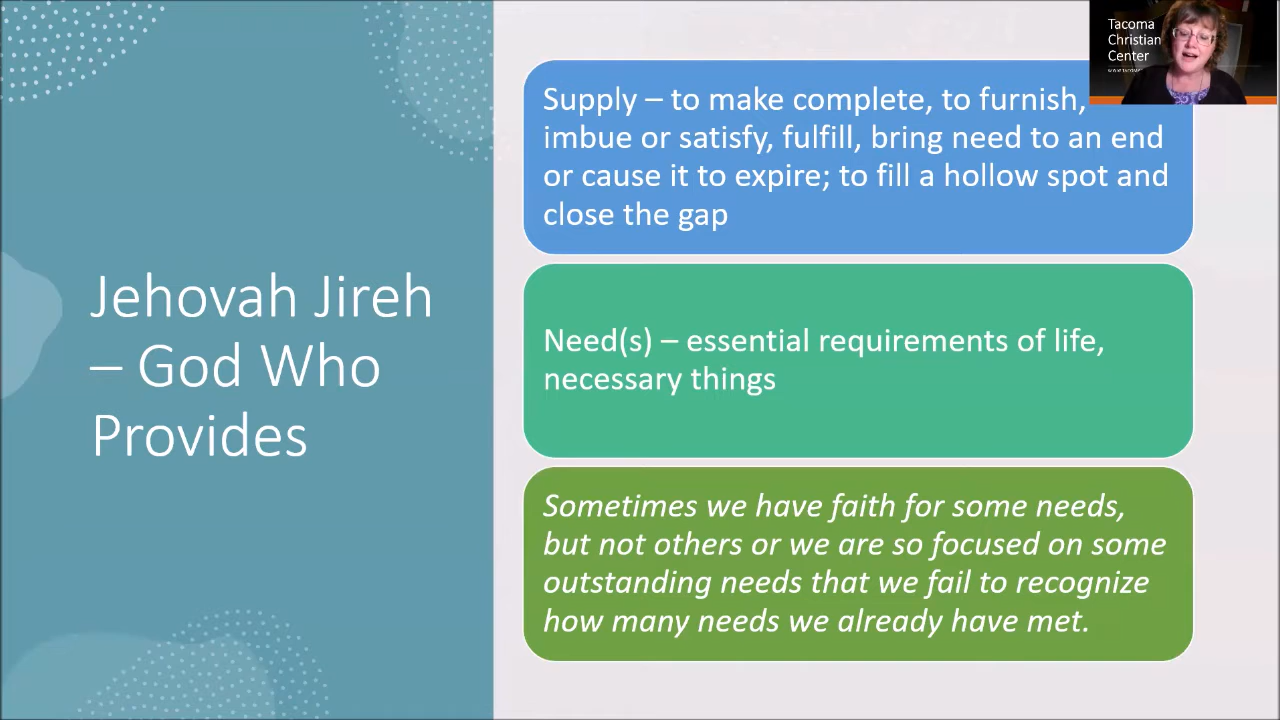 Jehovah Jireh
– God Who
Provides
Supply – to make complete, to furnish,
imbue or satisfy, fulfill, bring need to an end
or cause it to expire; to fill a hollow spot and
close the gap
Need(s) – essential requirements of life,
necessary things
Sometimes we have faith for some needs,
but not others or we are so focused on some
outstanding needs that we fail to recognize
how many needs we already have met.
Tacoma
Christian
Center